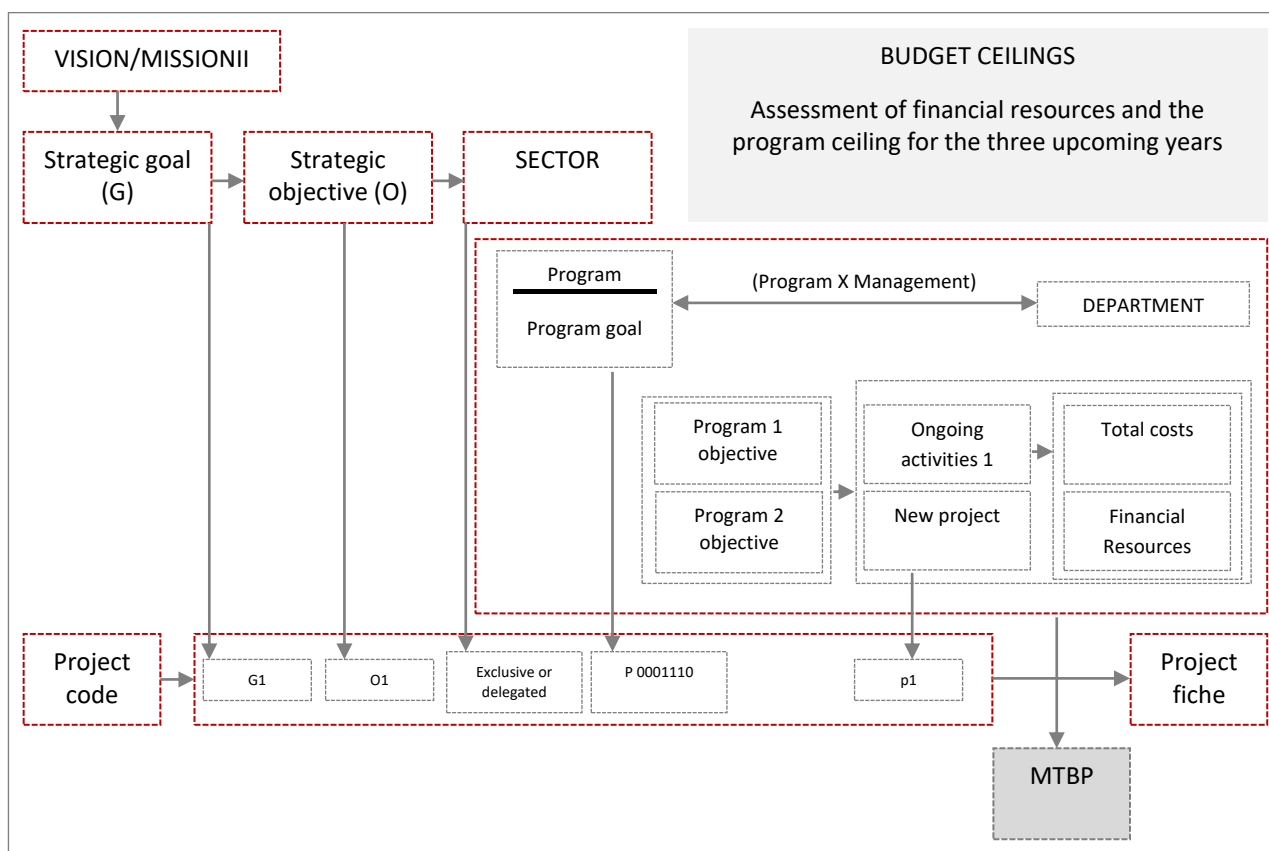 VISION/MISSIONII
BUDGET CEILINGS
Assessment of financial resources and the
program ceiling for the three upcoming years
Strategic goal
(G)
Strategic
objective (O)
SECTOR
Program
Program goal
(Program X Management)
DEPARTMENT
Program 1
objective
Ongoing
activities 1
Total costs
Program 2
objective
New project
Financial
Resources
Project
code
G1
O1
Exclusive or
delegated
P 0001110
p1
Project
fiche
MTBP